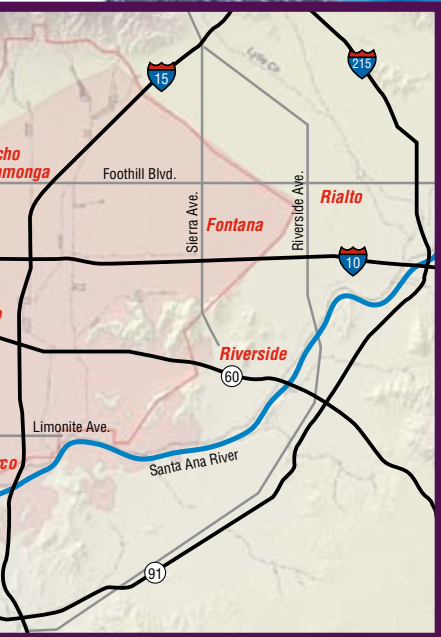 Lytle Cr.
15
215
cho
monga
Foothill Blvd.
Sierra Ave.
Riverside Ave.
Rialto
Fontana
10
Riverside
60
Limonite Ave.
Santa Ana River
co
91